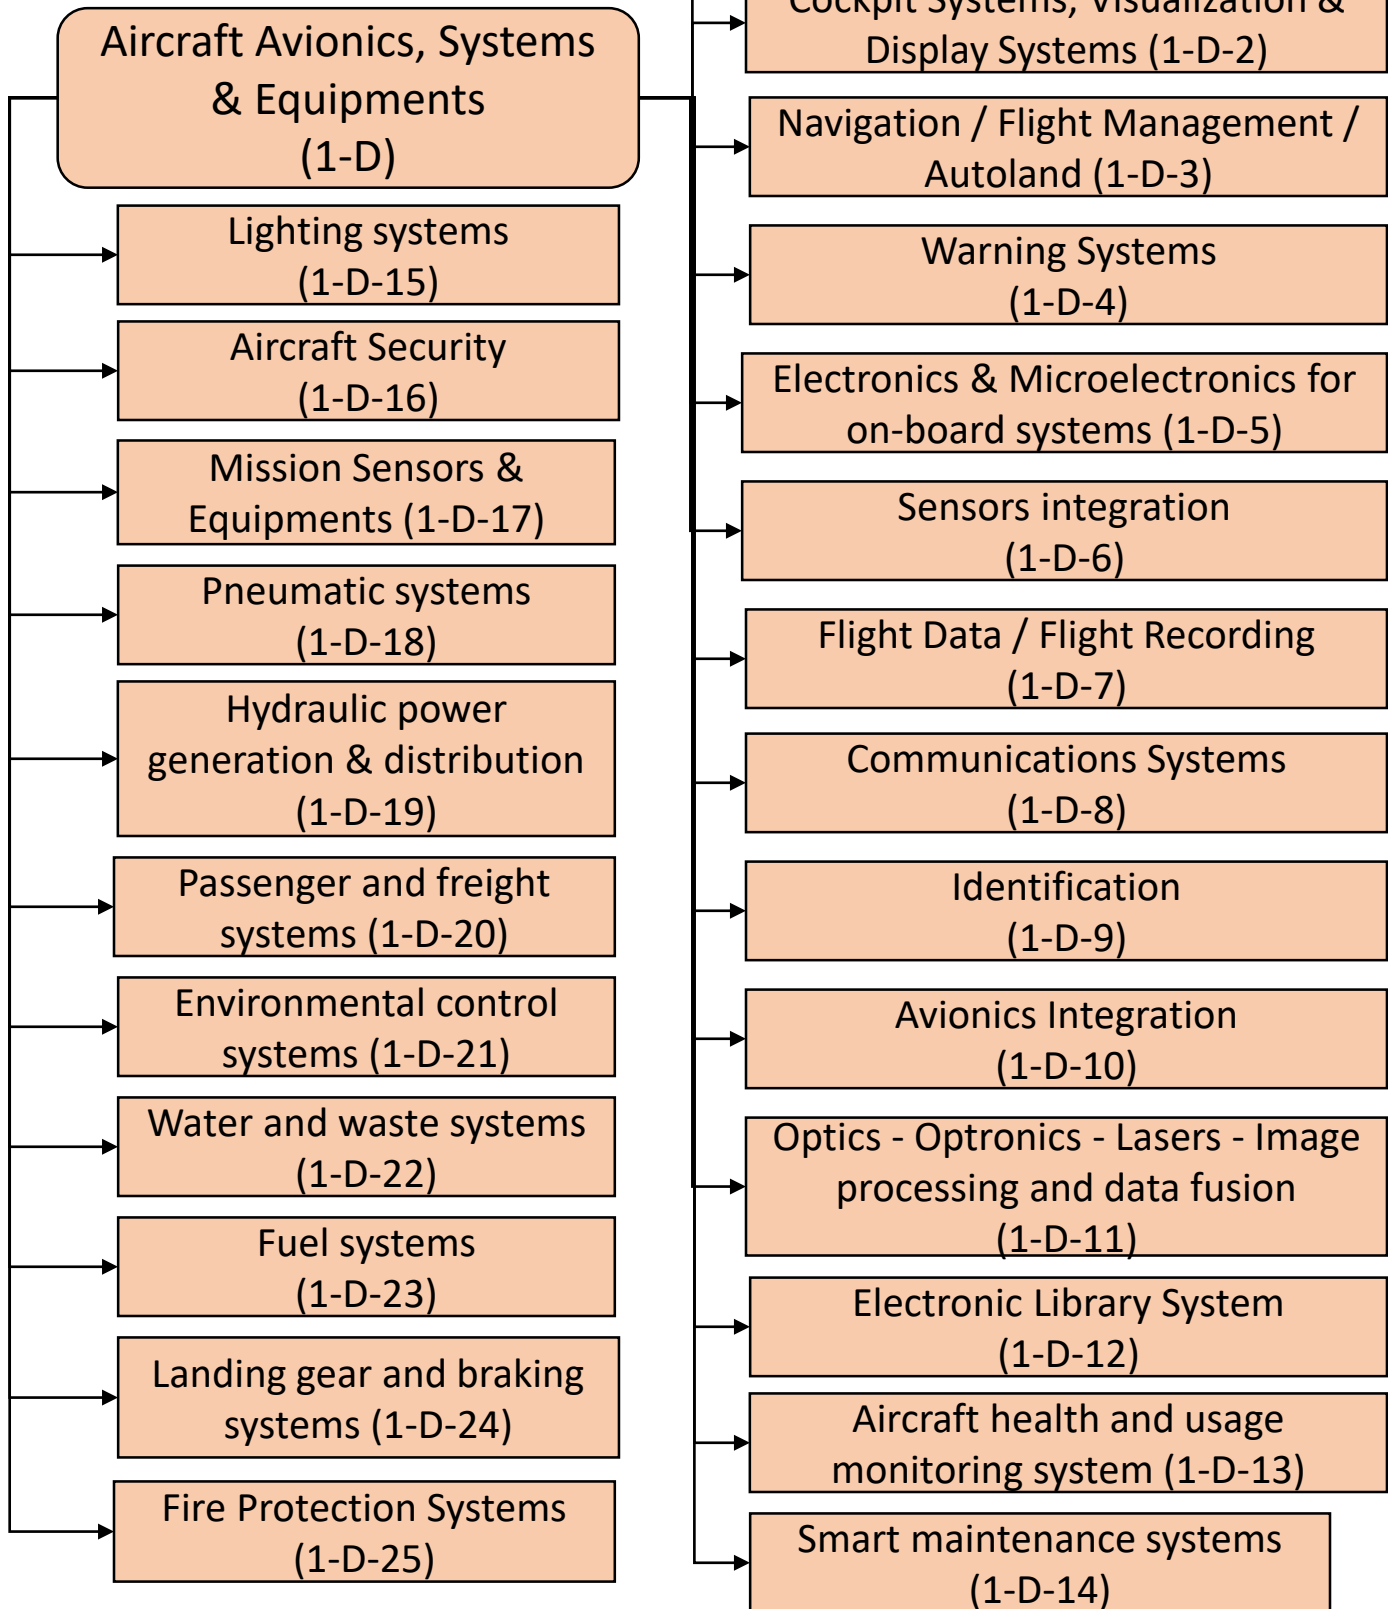 Aircraft Avionics, Systems
& Equipments
(1-D)
Lighting systems
(1-D-15)
Aircraft Security
(1-D-16)
Mission Sensors &
Equipments (1-D-17)
Pneumatic systems
(1-D-18)
Hydraulic power
generation & distribution
(1-D-19)
Passenger and freight
systems (1-D-20)
Environmental control
systems (1-D-21)
Water and waste systems
(1-D-22)
Fuel systems
(1-D-23)
Landing gear and braking
systems (1-D-24)
Fire Protection Systems
(1-D-25)
Cockpit Systems, Visualization &
Display Systems (1-D-2)
Navigation / Flight Management /
Autoland (1-D-3)
Warning Systems
(1-D-4)
Electronics & Microelectronics for
on-board systems (1-D-5)
Sensors integration
(1-D-6)
Flight Data / Flight Recording
(1-D-7)
Communications Systems
(1-D-8)
Identification
(1-D-9)
Avionics Integration
(1-D-10)
Optics - Optronics - Lasers - Image
processing and data fusion
(1-D-11)
Electronic Library System
(1-D-12)
Aircraft health and usage
monitoring system (1-D-13)
Smart maintenance systems
(1-D-14)